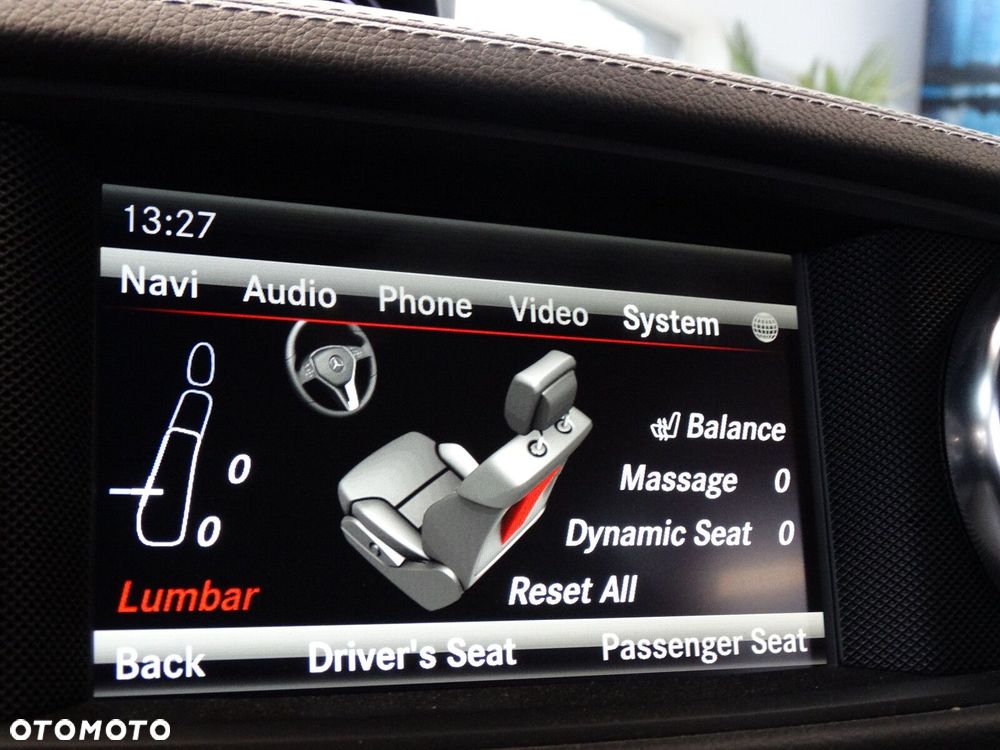 13:27
Navi Audio Phone Video System
Balance
0 Massage 0
0 Dynamic Seat 0
Lumbar Reset All
Back Driver's Seat Passenger Seat
OTOMOTO